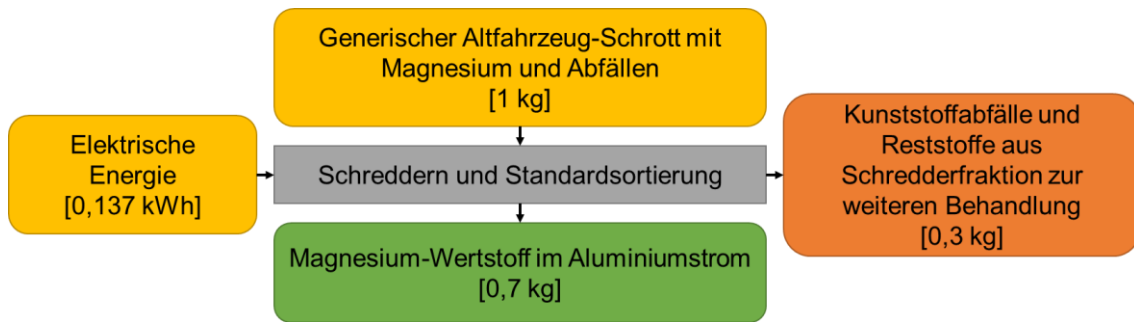 Generischer Altfahrzeug-Schrott mit
Magnesium und Abfällen
[1 kg]
Elektrische
Energie
[0,137 kWh]
Schreddern und Standardsortierung
Kunststoffabfälle und
Reststoffe aus
Schredderfraktion zur
weiteren Behandlung
[0,3 kg]
Magnesium-Wertstoff im Aluminiumstrom
[0,7 kg]